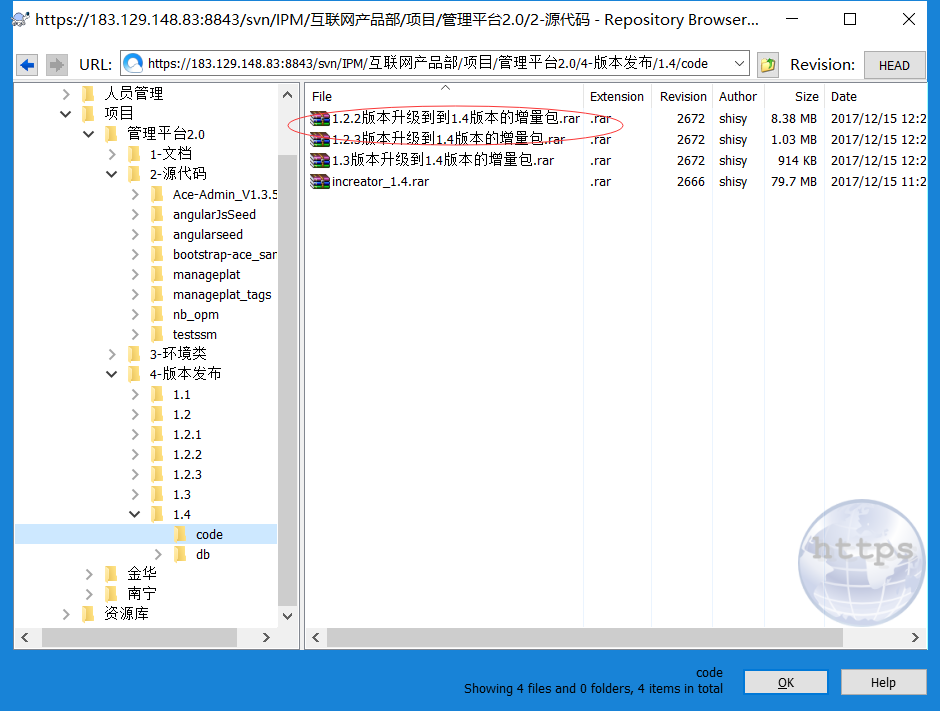 https://183.129.148.83:8843/svn/IPM/互联网产品部/项目/管理平台2.0/2-源代码 - Repository Browser...
URL: https://183.129.148.83:8843/svn/IPM/互联网产品部/项目/管理平台2.0/4-版本发布/1.4/code Revision: HEAD
人员管理
项目
管理平台2.0
1-文档
2-源代码
Ace-Admin_V1.3.5
angularJsSeed
angularseed
bootstrap-ace_sar
manageplat
manageplat_tags
nb_opm
testssm
3-环境类
4-版本发布
1.1
1.2
1.2.1
1.2.2
1.2.3
1.3
1.4
code
db
金华
南宁
资源库
File Extension Revision Author Size Date
1.2.2版本升级到到1.4版本的增量包.rar .rar 2672 shisy 8.38 MB 2017/12/15 12:2
1.2.3版本升级到1.4版本的增量包.rar .rar 2672 shisy 1.03 MB 2017/12/15 12:2
1.3版本升级到1.4版本的增量包.rar .rar 2672 shisy 914 KB 2017/12/15 12:2
increator_1.4.rar .rar 2666 shisy 79.7 MB 2017/12/15 11:2
https
code
Showing 4 files and 0 folders, 4 items in total
OK Help